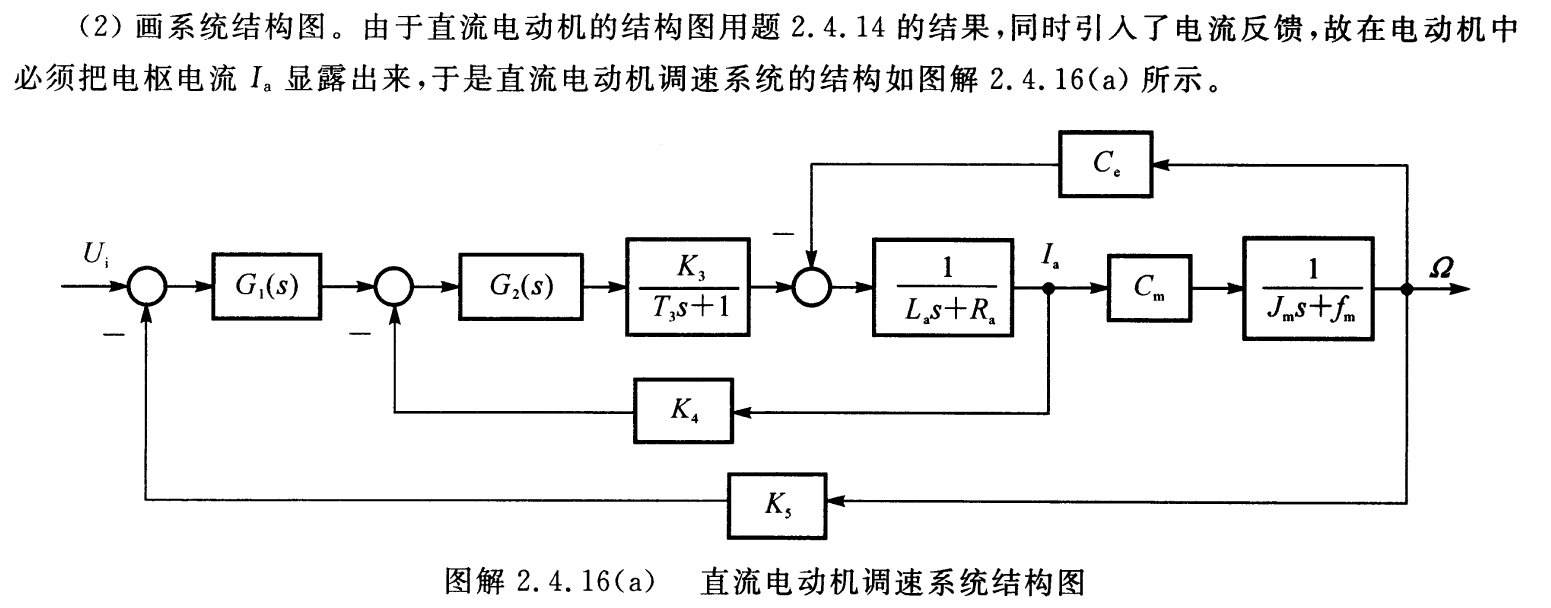 （2）画系统结构图。由于直流电动机的结构图用题 2.4.14 的结果，同时引入了电流反馈，故在电动机中
必须把电枢电流 Iₐ 显露出来，于是直流电动机调速系统的结构如图解 2.4.16(a) 所示。
Cₑ
−
Uᵢ
G₁(s)
G₂(s)
K₃
T₃s+1
1
Lₐs+Rₐ
Iₐ
Cₘ
1
Jₘs+fₘ
Ω
−
−
K₄
K₅
图解 2.4.16(a) 直流电动机调速系统结构图